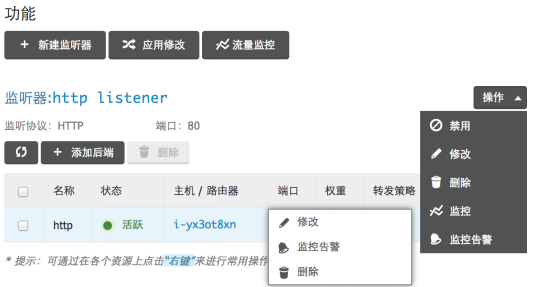 功能
+ 新建监听器 应用修改 流量监控
监听器:http listener
操作
监听协议: HTTP 端口: 80
禁用
+ 添加后端 删除
修改
删除
名称 状态 主机 / 路由器 端口 权重 转发策略
监控
http 活跃 i-yx3ot8xn
修改
监控告警
监控告警
* 提示: 可通过在各个资源上点击"右键"来进行常用操作
删除